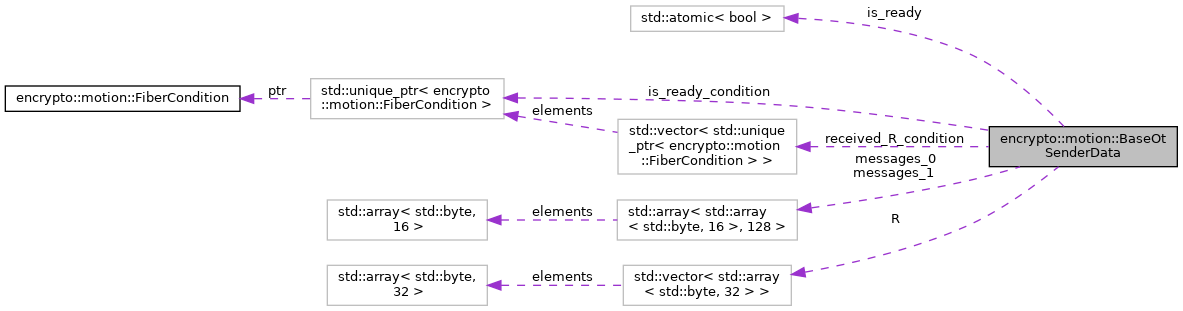 std::atomic< bool >
is_ready
encrypto::motion::FiberCondition
ptr
std::unique_ptr< encrypto
::motion::FiberCondition >
is_ready_condition
elements
std::vector< std::unique
_ptr< encrypto::motion
::FiberCondition > >
received_R_condition
encrypto::motion::BaseOt
SenderData
messages_0
messages_1
std::array< std::byte,
16 >
elements
std::array< std::array
< std::byte, 16 >, 128 >
R
std::array< std::byte,
32 >
elements
std::vector< std::array
< std::byte, 32 > >